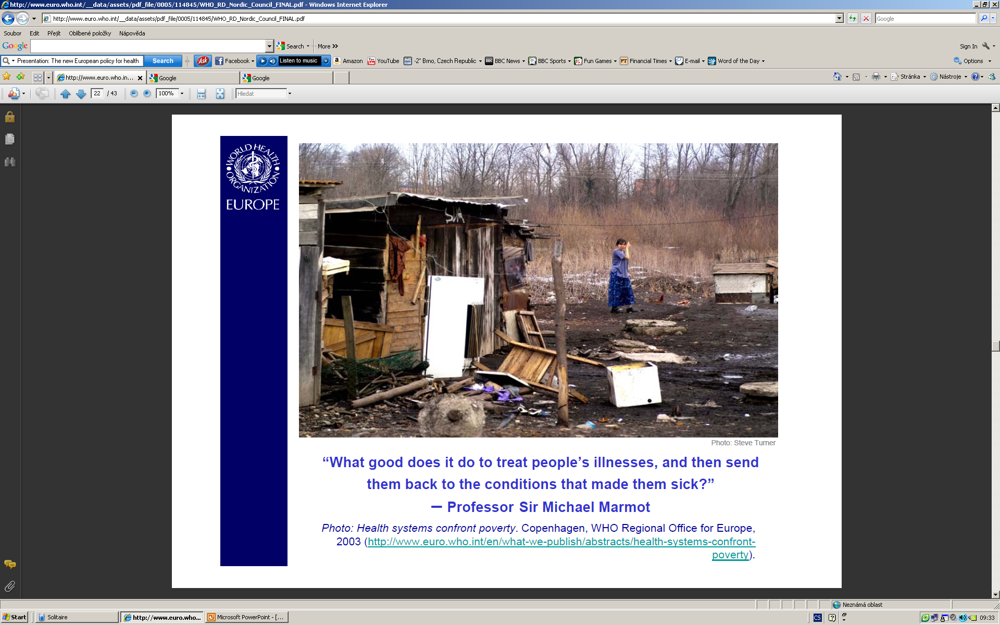 http://www.euro.who.int/__data/assets/pdf_file/0005/114845/WHO_RD_Nordic_Council_FINAL.pdf - Windows Internet Explorer
http://www.euro.who.int/__data/assets/pdf_file/0005/114845/WHO_RD_Nordic_Council_FINAL.pdf Google
Soubor Edit Přejít Oblíbené položky Nápověda
Google Search More Sign In
Presentation: The new European policy for health Search Ask Facebook Listen to music Amazon YouTube -2° Brno, Czech Republic BBC News BBC Sports Fun Games Financial Times E-mail Word of the Day Options
http://www.euro.who.in... Google Google Stránka Nástroje
22 / 43 100% Hledat
WORLD HEALTH ORGANIZATION
EUROPE
Photo: Steve Turner
“What good does it do to treat people’s illnesses, and then send
them back to the conditions that made them sick?”
– Professor Sir Michael Marmot
Photo: Health systems confront poverty. Copenhagen, WHO Regional Office for Europe,
2003 (http://www.euro.who.int/en/what-we-publish/abstracts/health-systems-confront-
poverty).
Neznámá oblast
Start Solitaire http://www.euro.who... Microsoft PowerPoint - [... CS 09:33